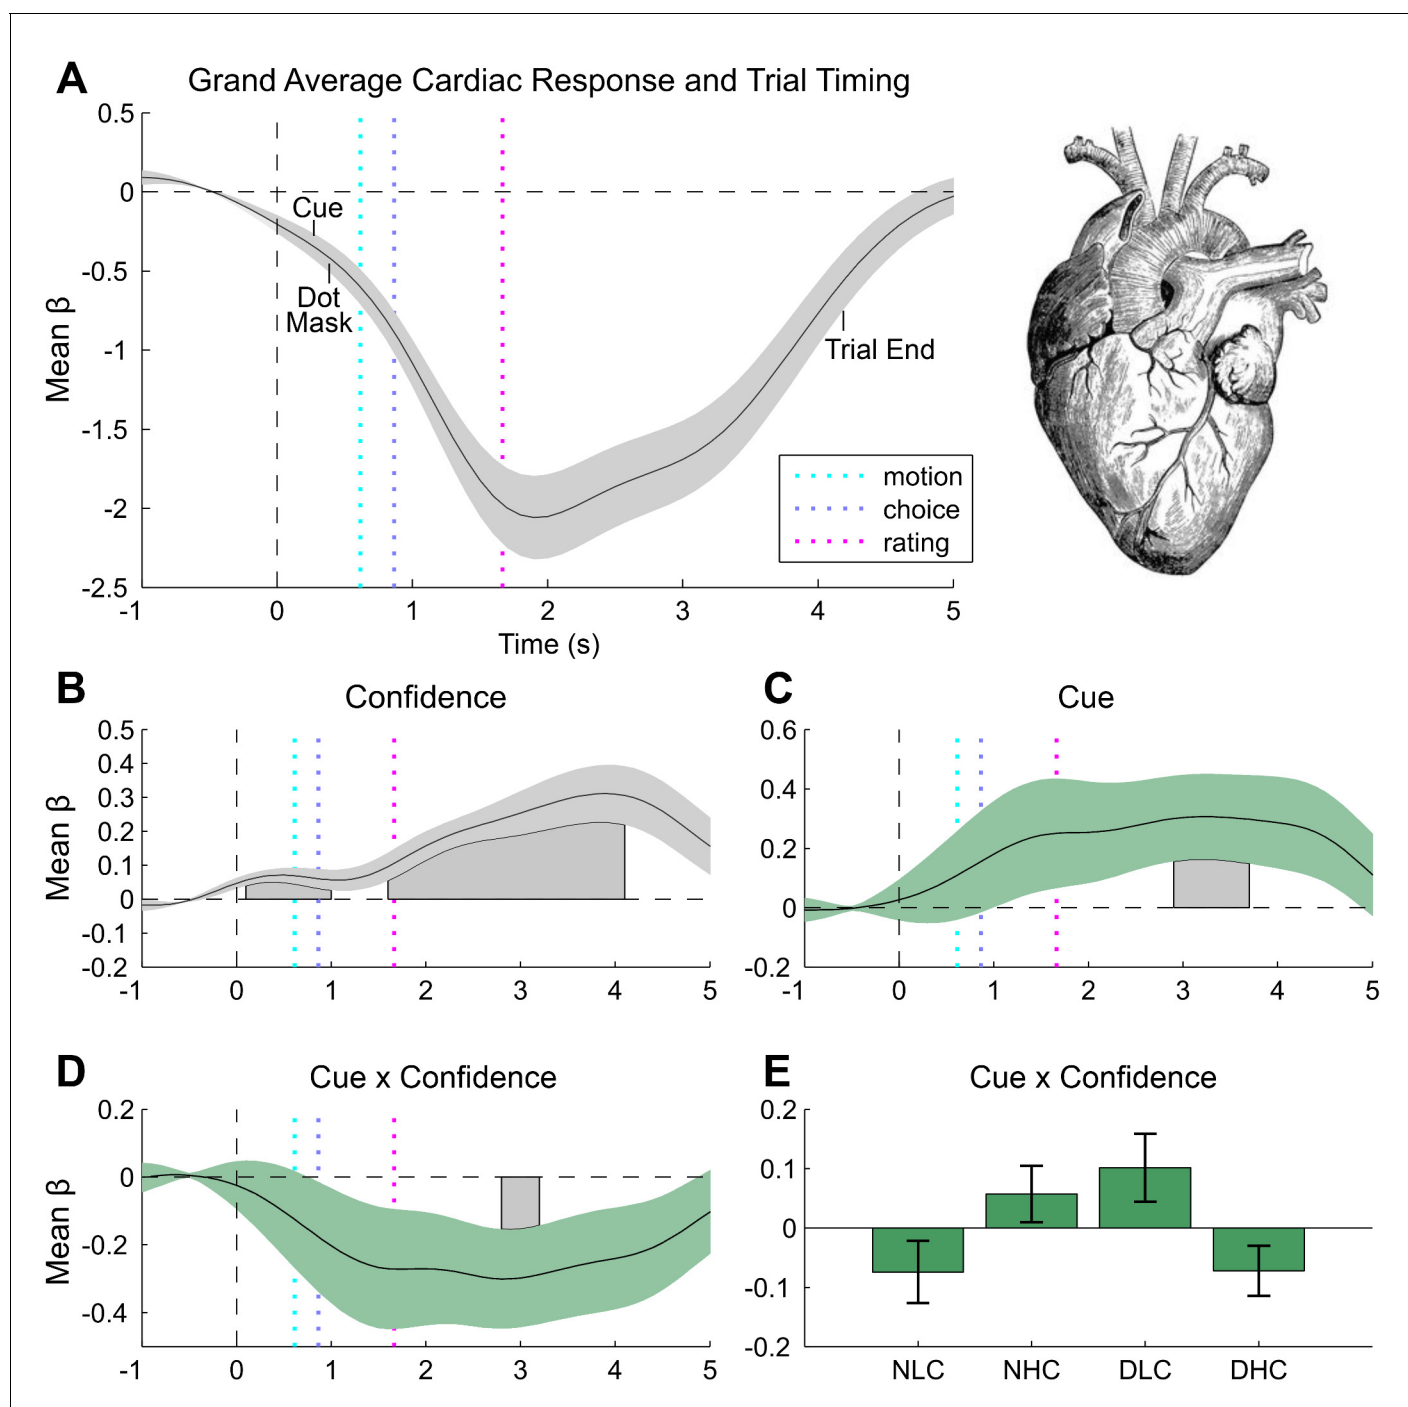 A
Grand Average Cardiac Response and Trial Timing
0.5
0
-0.5
-1
-1.5
-2
-2.5
Mean β
Cue
Dot
Mask
Trial End
motion
choice
rating
-1 0 1 2 3 4 5
Time (s)
B
Confidence
0.5
0.4
0.3
0.2
0.1
0
-0.1
-0.2
Mean β
-1 0 1 2 3 4 5
C
Cue
0.6
0.4
0.2
0
-0.2
-1 0 1 2 3 4 5
D
Cue x Confidence
0.2
0
-0.2
-0.4
Mean β
-1 0 1 2 3 4 5
E
Cue x Confidence
0.2
0.1
0
-0.1
-0.2
NLC NHC DLC DHC